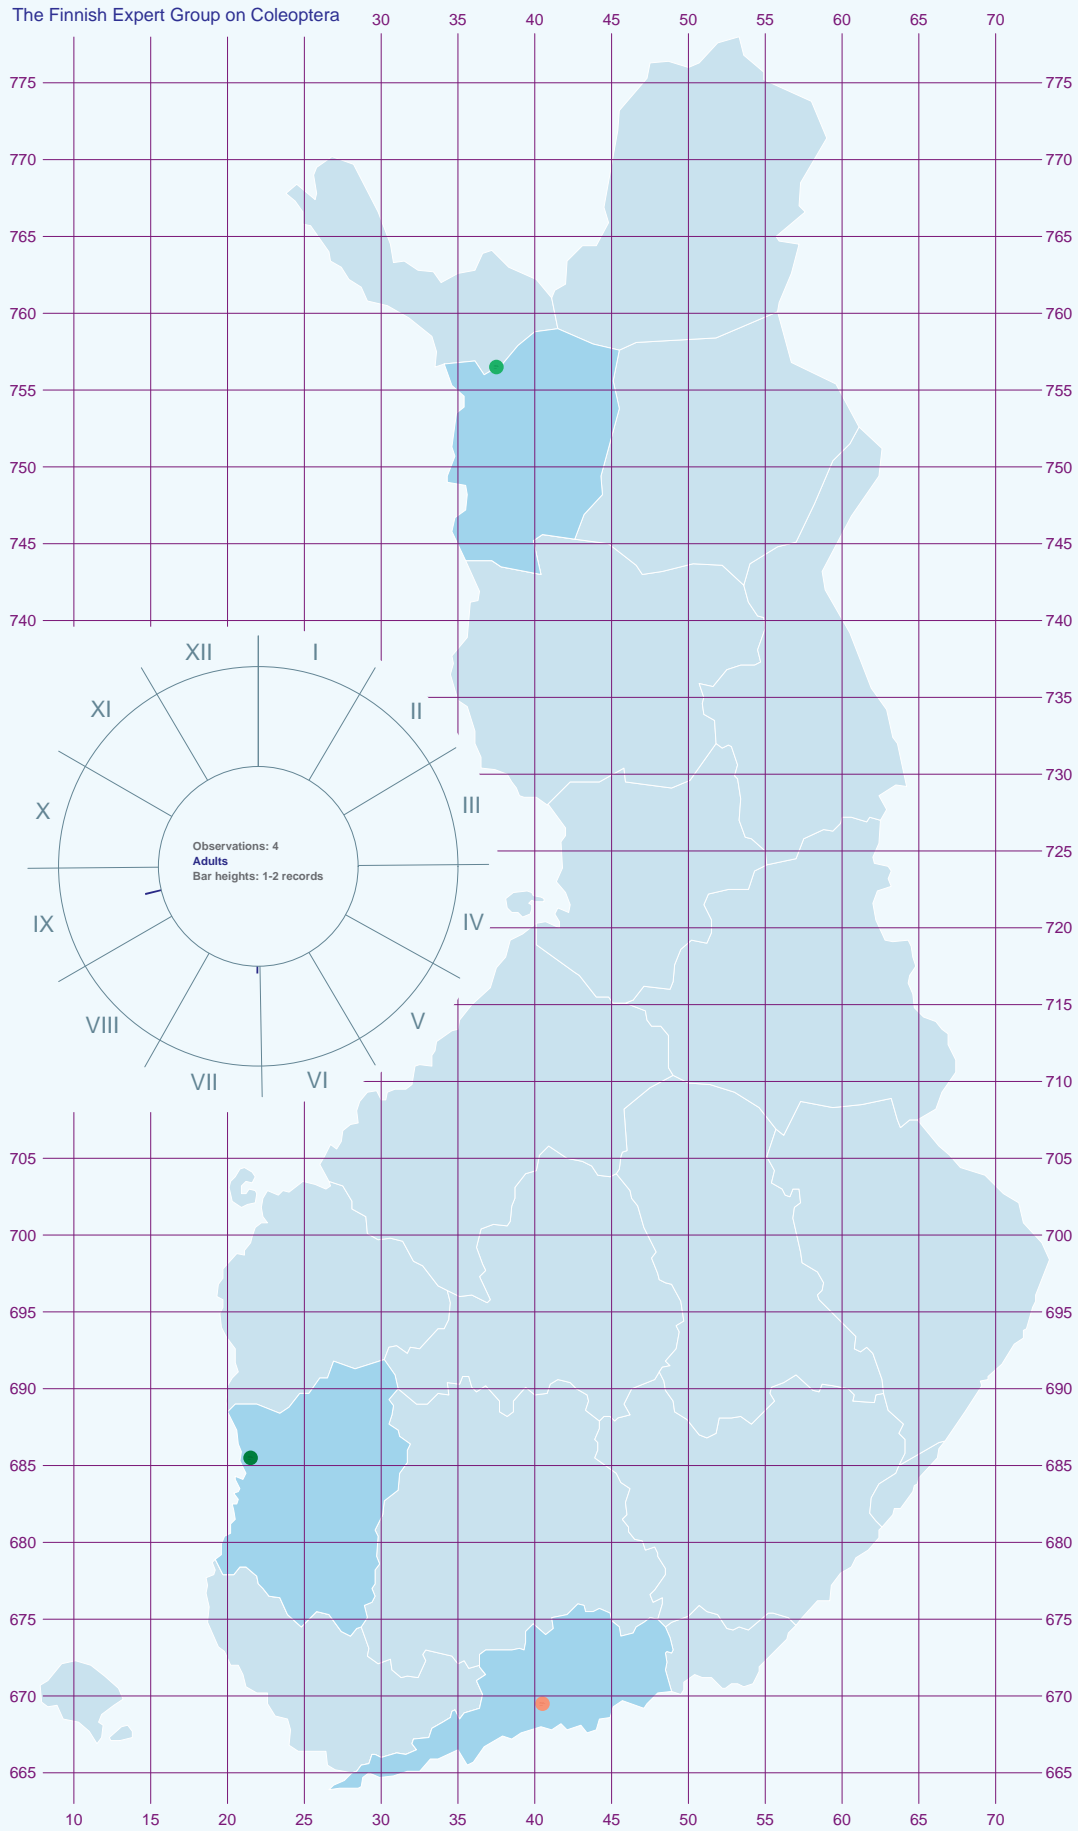 The Finnish Expert Group on Coleoptera
30 35 40 45 50 55 60 65 70
775 775
770 770
765 765
760 760
755 755
750 750
745 745
740 740
XII I
XI II
735
730
X III
725
Observations: 4
Adults
Bar heights: 1-2 records
IX IV
720
715
VIII V
VII VI
710
705 705
700 700
695 695
690 690
685 685
680 680
675 675
670 670
665 665
10 15 20 25 30 35 40 45 50 55 60 65 70